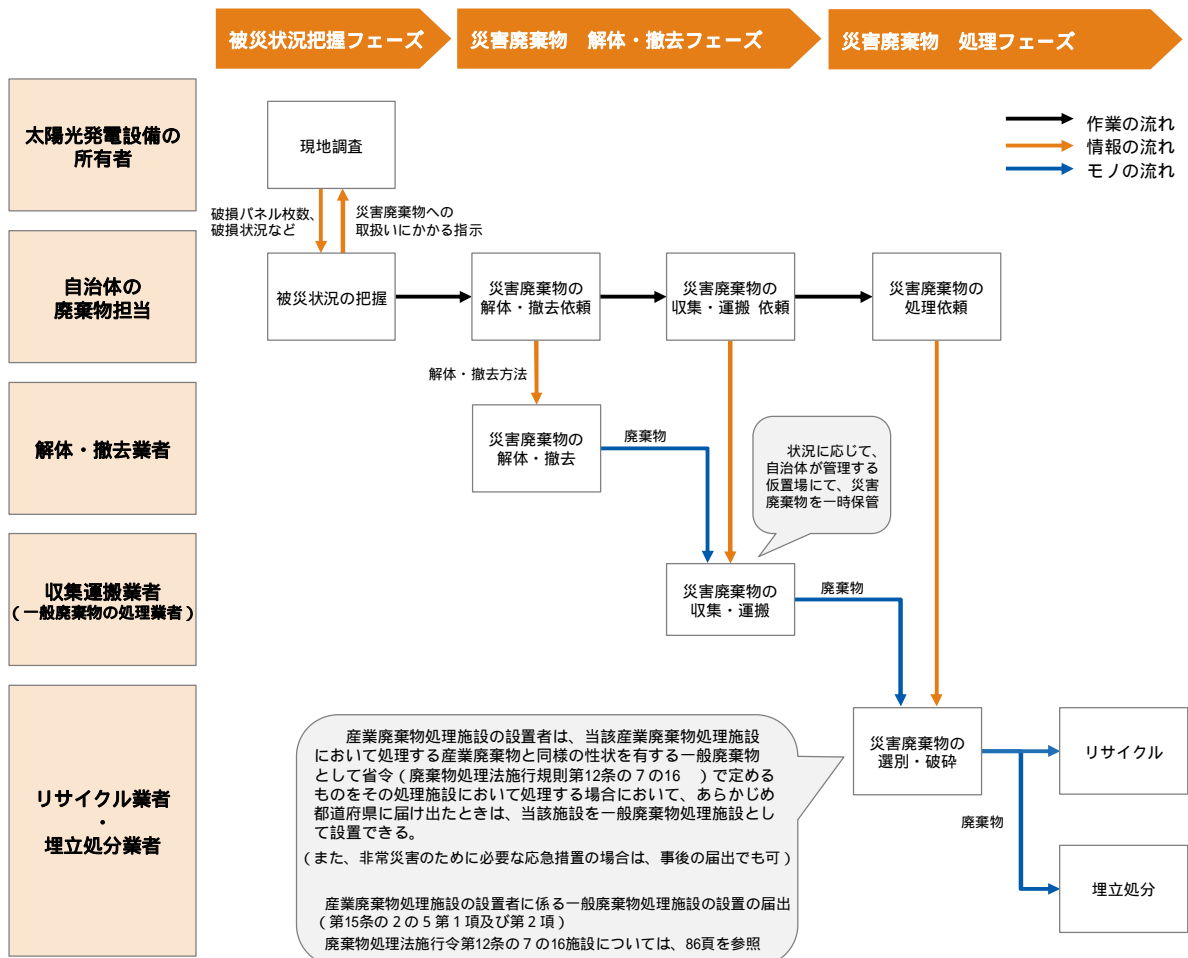 被災状況把握フェーズ
災害廃棄物　解体・撤去フェーズ
災害廃棄物　処理フェーズ
作業の流れ
情報の流れ
モノの流れ
太陽光発電設備の
所有者
現地調査
破損パネル枚数、
破損状況など
災害廃棄物への
取扱いにかかる指示
自治体の
廃棄物担当
被災状況の把握
災害廃棄物の
解体・撤去依頼
災害廃棄物の
収集・運搬 依頼
災害廃棄物の
処理依頼
解体・撤去方法
解体・撤去業者
災害廃棄物の
解体・撤去
廃棄物
状況に応じて、
自治体が管理する
仮置場にて、災害
廃棄物を一時保管
収集運搬業者
（一般廃棄物の処理業者）
災害廃棄物の
収集・運搬
廃棄物
リサイクル業者
・
埋立処分業者
産業廃棄物処理施設の設置者は、当該産業廃棄物処理施設
において処理する産業廃棄物と同様の性状を有する一般廃棄物
として省令（廃棄物処理法施行規則第12条の７の16　）で定める
ものをその処理施設において処理する場合において、あらかじめ
都道府県に届け出たときは、当該施設を一般廃棄物処理施設とし
て設置できる。
（また、非常災害のために必要な応急措置の場合は、事後の届出でも可）
産業廃棄物処理施設の設置者に係る一般廃棄物処理施設の設置の届出
（第15条の２の５第１項及び第２項）
廃棄物処理法施行令第12条の７の16施設については、86頁を参照
災害廃棄物の
選別・破砕
リサイクル
廃棄物
埋立処分